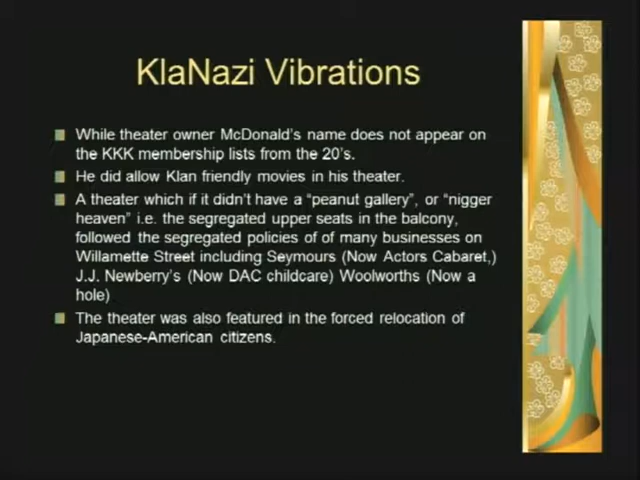 KlaNazi Vibrations
While theater owner McDonald's name does not appear on
the KKK membership lists from the 20's.
He did allow Klan friendly movies in his theater.
A theater which if it didn't have a “peanut gallery”, or “nigger
heaven” i.e. the segregated upper seats in the balcony,
followed the segregated policies of of many businesses on
Willamette Street including Seymours (Now Actors Cabaret,)
J.J. Newberry's (Now DAC childcare) Woolworths (Now a
hole)
The theater was also featured in the forced relocation of
Japanese-American citizens.